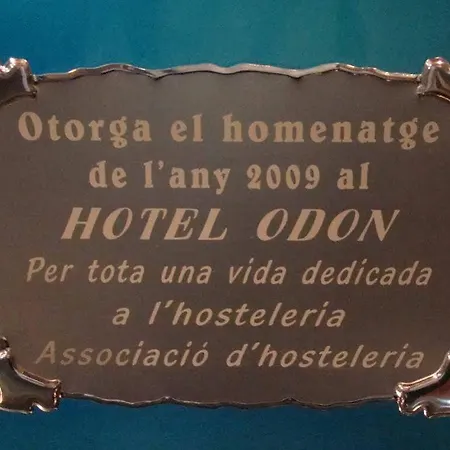 Otorga el homenatge
de l'any 2009 al
HOTEL ODON
Per tota una vida dedicada
a l'hosteleria
Associació d'hosteleria